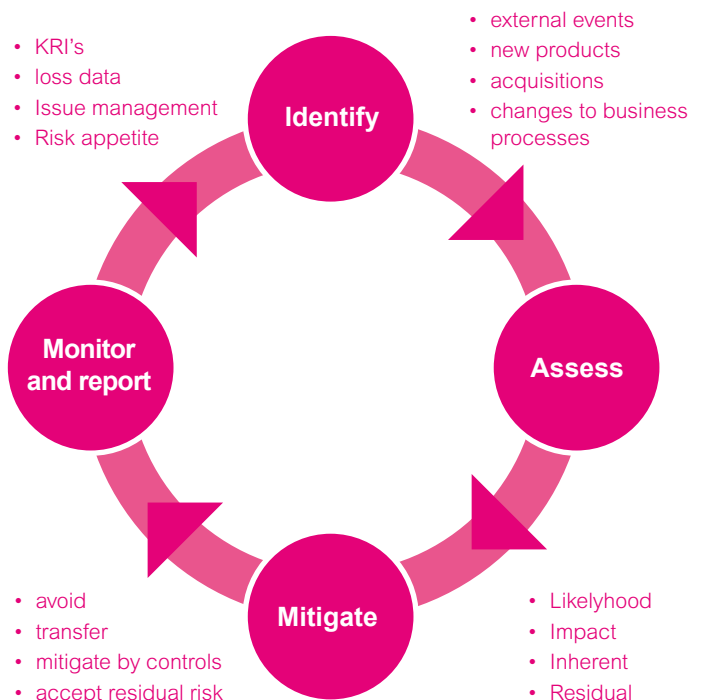 • KRI's
• loss data
• Issue management
• Risk appetite
• external events
• new products
• acquisitions
• changes to business
processes
Identify
Monitor
and report
Assess
Mitigate
• avoid
• transfer
• mitigate by controls
• accept residual risk
• Likelyhood
• Impact
• Inherent
• Residual